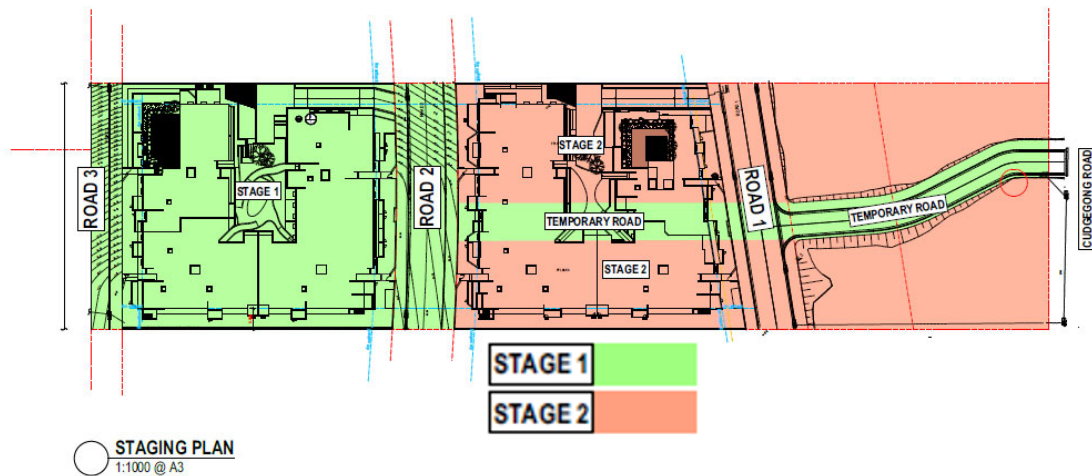 STAGE 2
ROAD 3
STAGE 1
ROAD 2
ROAD 1
TEMPORARY ROAD
TEMPORARY ROAD
CUDGEGONG ROAD
STAGE 2
STAGE 1
STAGE 2
STAGING PLAN
1:1000 @ A3